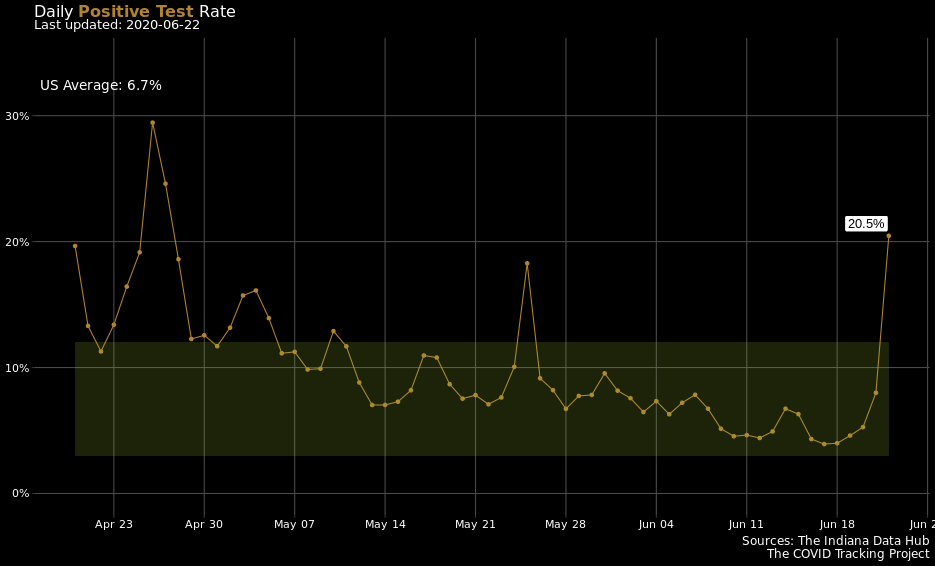 Daily Positive Test Rate
Last updated: 2020-06-22
US Average: 6.7%
30%
20%
10%
0%
20.5%
Apr 23 Apr 30 May 07 May 14 May 21 May 28 Jun 04 Jun 11 Jun 18 Jun 2
Sources: The Indiana Data Hub
The COVID Tracking Project